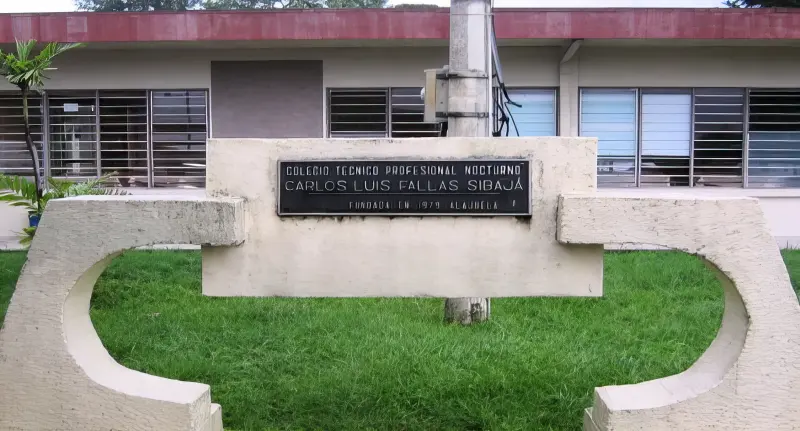 COLEGIO TECNICO PROFESIONAL NOCTURNO
CARLOS LUIS FALLAS SIBAJÁ
FUNDADA EN 1979 ALAJUELA